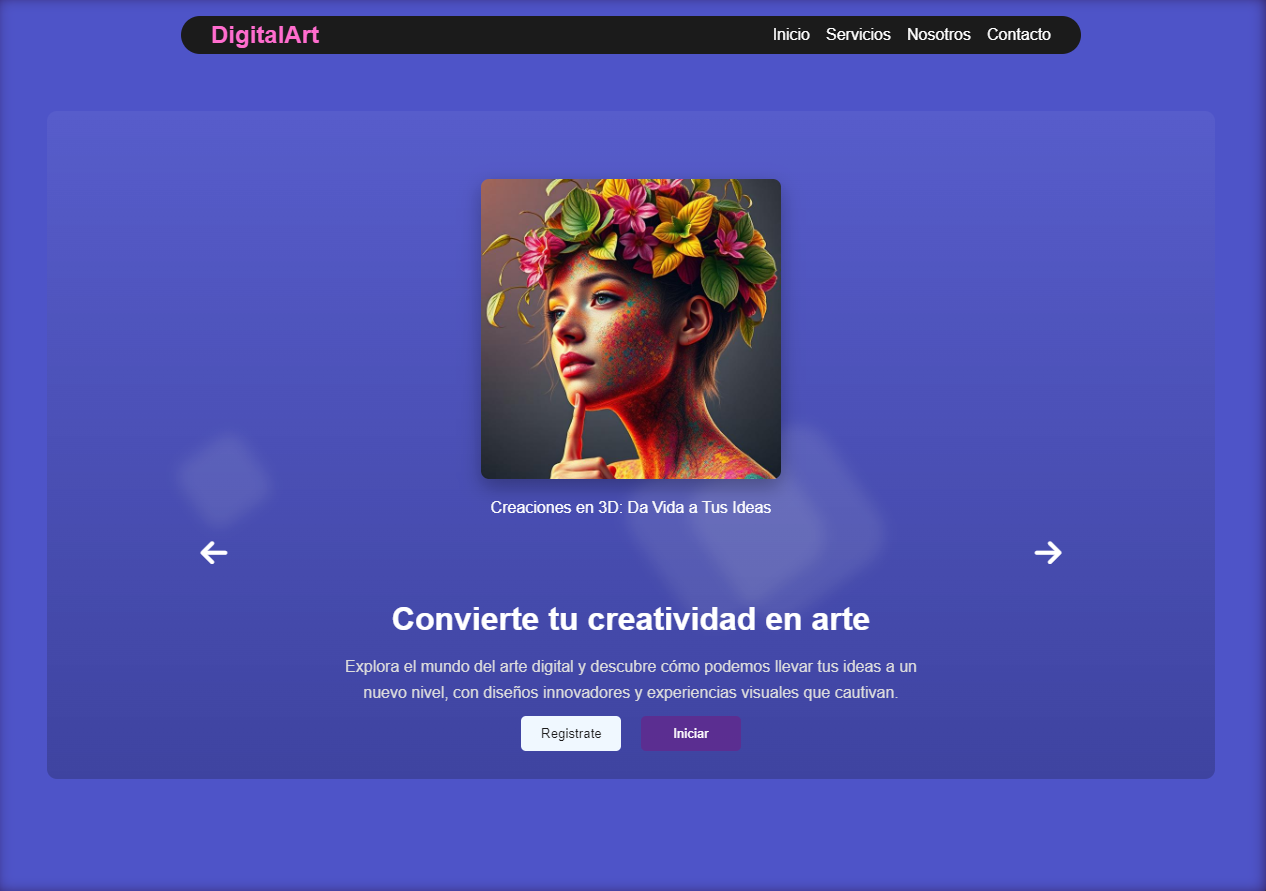 DigitalArt
Inicio Servicios Nosotros Contacto
Creaciones en 3D: Da Vida a Tus Ideas
Convierte tu creatividad en arte
Explora el mundo del arte digital y descubre cómo podemos llevar tus ideas a un
nuevo nivel, con diseños innovadores y experiencias visuales que cautivan.
Registrate
Iniciar